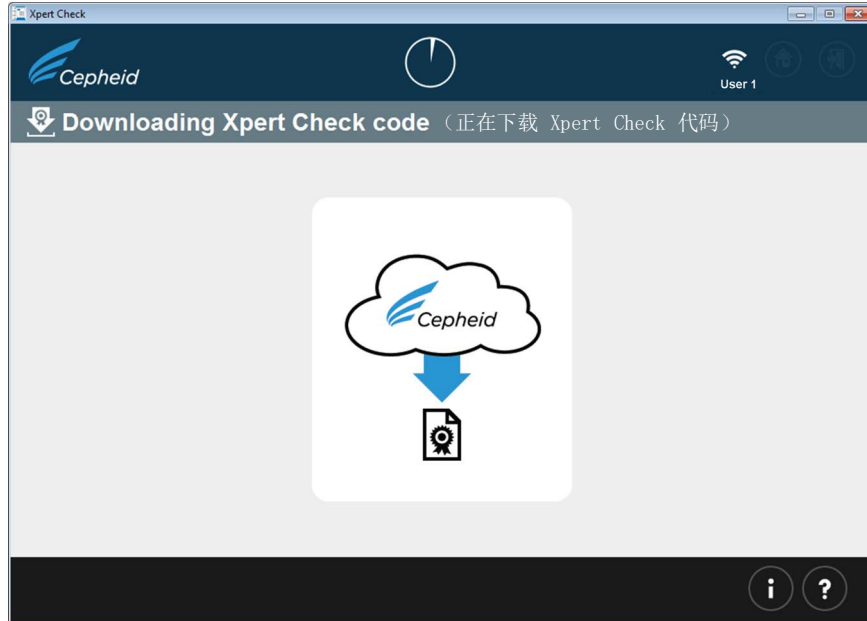 Xpert Check
Cepheid
User 1
Downloading Xpert Check code（正在下载 Xpert Check 代码）
Cepheid
i ?